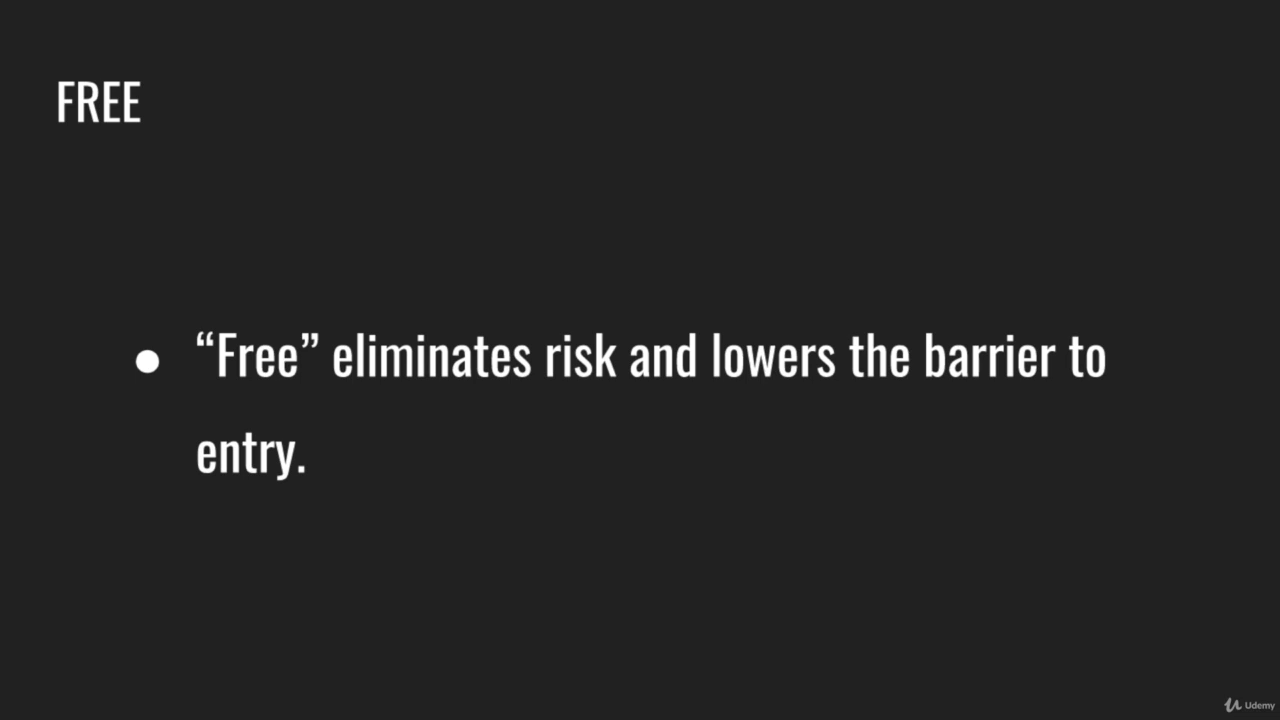 FREE
● “Free” eliminates risk and lowers the barrier to
entry.
Udemy